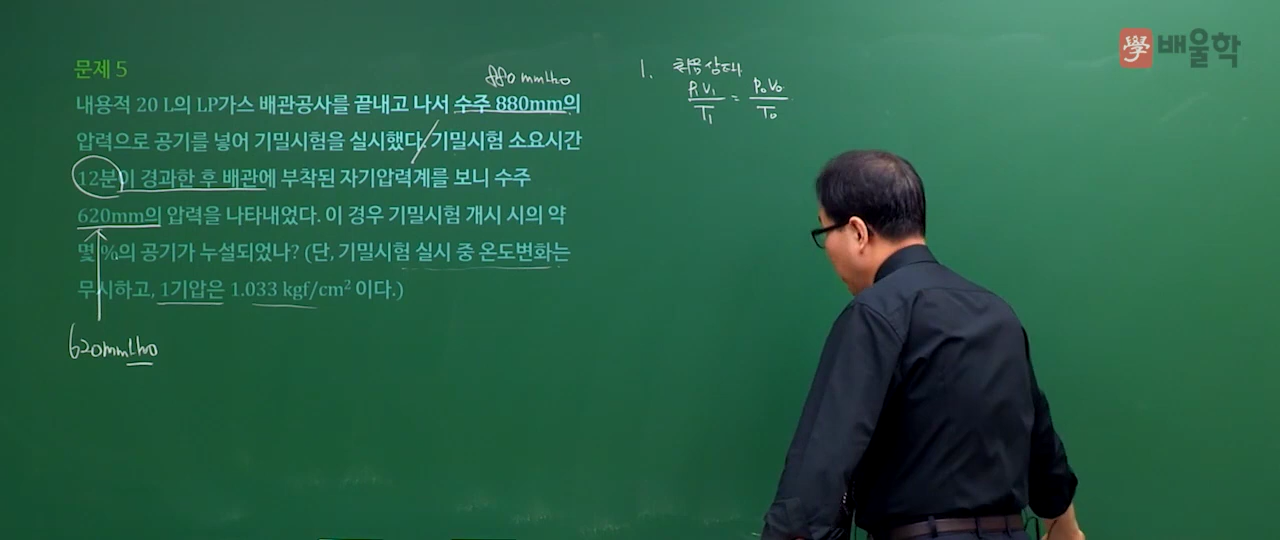 學 배울학
문제 5
880 mmH2O
내용적 20 L의 LP가스 배관공사를 끝내고 나서 수주 880mm의
압력으로 공기를 넣어 기밀시험을 실시했다. 기밀시험 소요시간
12분이 경과한 후 배관에 부착된 자기압력계를 보니 수주
620mm의 압력을 나타내었다. 이 경우 기밀시험 개시 시의 약
몇 %의 공기가 누설되었나? (단, 기밀시험 실시 중 온도변화는
무시하고, 1기압은 1.033 kgf/cm² 이다.)
620mmH2O
1. 처음상태
P₁V₁/T₁ = P₀V₀/T₀